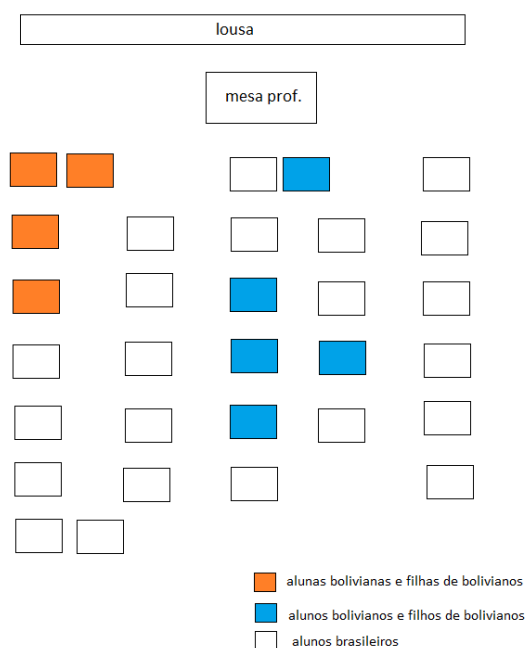 lousa
mesa prof.
alunas bolivianas e filhas de bolivianos
alunos bolivianos e filhos de bolivianos
alunos brasileiros